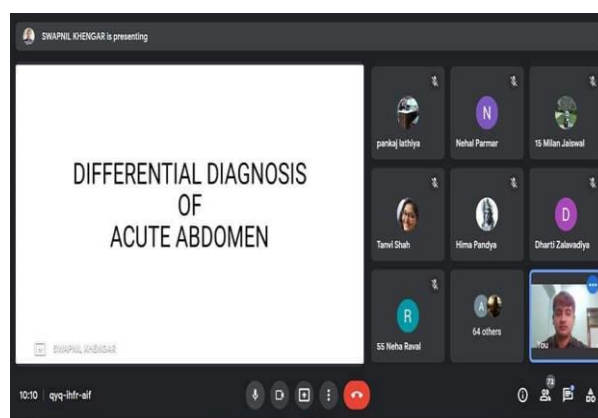 SWAPNIL KHENGAR is presenting
DIFFERENTIAL DIAGNOSIS
OF
ACUTE ABDOMEN
SWAPNIL KHENGAR
pankaj lathiya
N
Nehal Parmar
15 Milan Jaiswal
Tanvi Shah
Hima Pandya
D
Dharti Zalavadiya
R
55 Neha Raval
A
64 others
You
10:10 | qyq-ihfr-aif
73